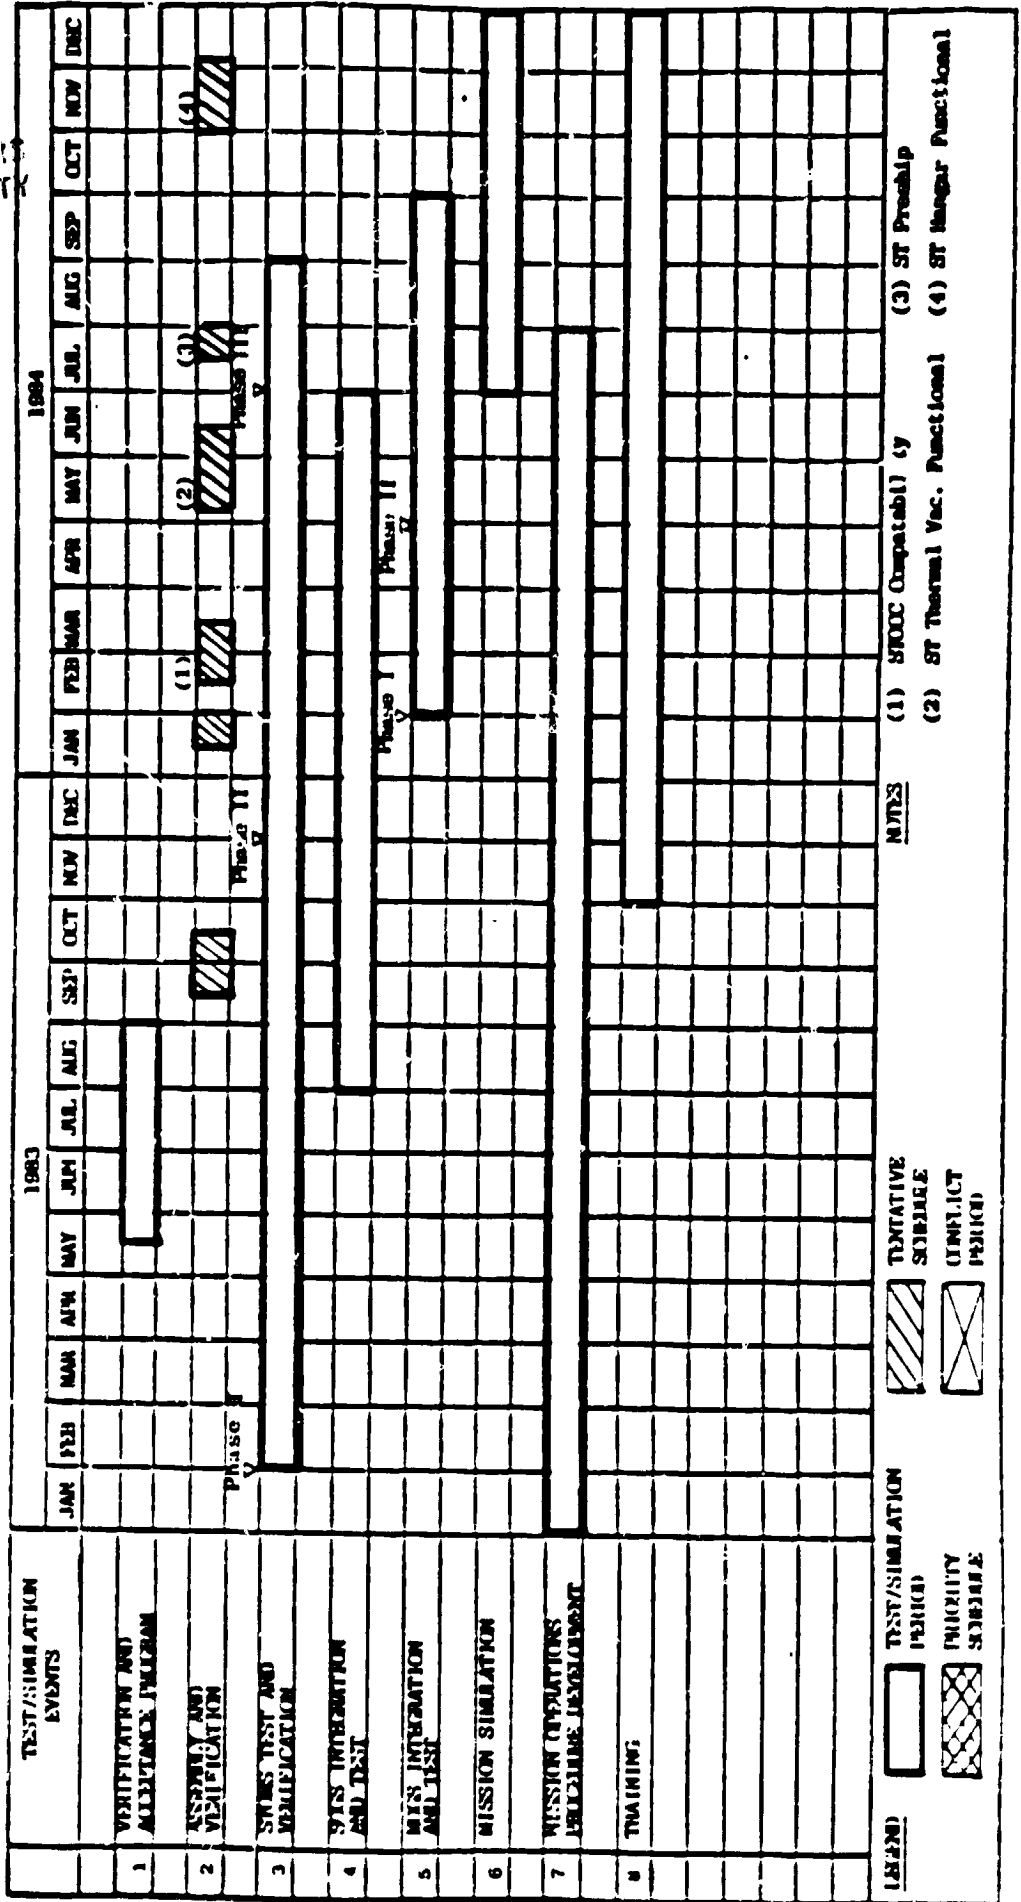 TEST/SIMULATION
EVENTS
1983
1984
JAN FEB MAR APR MAY JUN JUL AUG SEP OCT NOV DEC JAN FEB MAR APR MAY JUN JUL AUG SEP OCT NOV DEC
1 VERIFICATION AND
ACCEPTANCE PROGRAM
2 ASSEMBLY AND
VERIFICATION
(1) (2) (3) (4)
3 TEST AND
VERIFICATION
Phase I Phase II Phase III
4 INTEGRATION
AND TEST
5 INTEGRATION
AND TEST
Phase I Phase II
6 MISSION SIMULATION
7 MISSION OPERATIONS
PROCEDURE DEVELOPMENT
8 TRAINING
LEGEND
TEST/SIMULATION
PERIOD
PRIORITY
SCHEDULE
TENTATIVE
SCHEDULE
CONFLICT
PERIOD
NOTES
(1) STOCC
(2) ST Thermal Vac. Functional
(3) ST Preship
(4) ST Hangar Functional